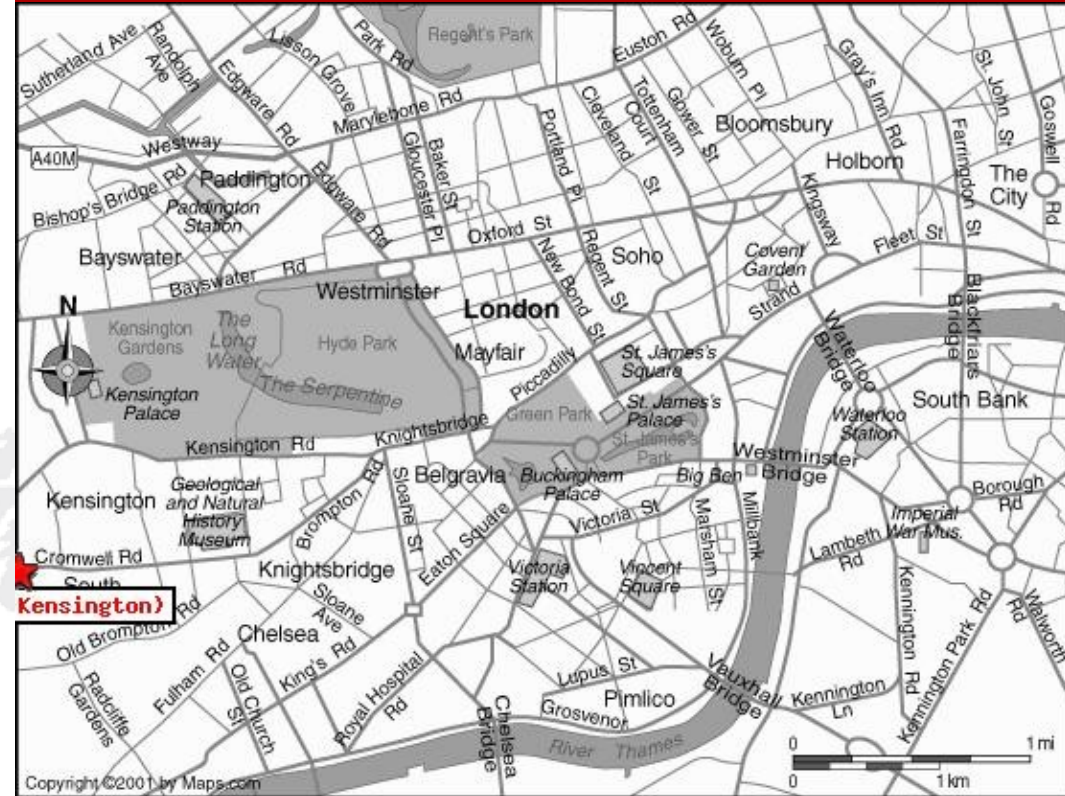 Sutherland Ave
Randolph
Ave
Lisson Grove
Park Rd
Regent's Park
Euston Rd
Woburn Pl
Gray's Inn Rd
St. John St
Goswell
Rd
Edgware Rd
Marylebone Rd
Cleveland St
Tottenham
Court
Gower St
Bloomsbury
Farringdon St
Westway
A40M
Gloucester Pl
Baker St
Portland Pl
Holborn
The
City
Bishop's Bridge Rd
Paddington
Paddington
Station
Edgware Rd
Oxford St
Kingsway
Fleet St
Bayswater
Bayswater Rd
New Bond St
Regent St
Soho
Covent
Garden
Strand
Westminster
London
Blackfriars
Bridge
N
Kensington
Gardens
The
Long
Water
Hyde Park
Mayfair
Piccadilly
St. James's
Square
Waterloo
Bridge
Kensington
Palace
The Serpentine
Green Park
St. James's
Palace
St. James's
Park
Waterloo
Station
South Bank
Kensington Rd
Knightsbridge
Belgravia
Buckingham
Palace
Big Ben
Westminster
Bridge
Kensington
Geological
and Natural
History
Museum
Brompton Rd
Sloane St
Eaton Square
Victoria St
Marsham St
Millbank
Borough
Rd
Imperial
War Mus.
Lambeth
Rd
Cromwell Rd
South
Kensington)
Knightsbridge
Victoria
Station
Vincent
Square
Kennington Rd
Kennington Park Rd
Walworth
Rd
Old Brompton Rd
Sloane
Ave
Chelsea
King's Rd
Fulham Rd
Radcliffe
Gardens
Old Church
St
Royal Hospital
Rd
Chelsea
Bridge
Lupus St
Pimlico
Grosvenor
Vauxhall
Bridge
Kennington
Ln
River Thames
0 1 mi
0 1 km
Copyright ©2001 by Maps.com